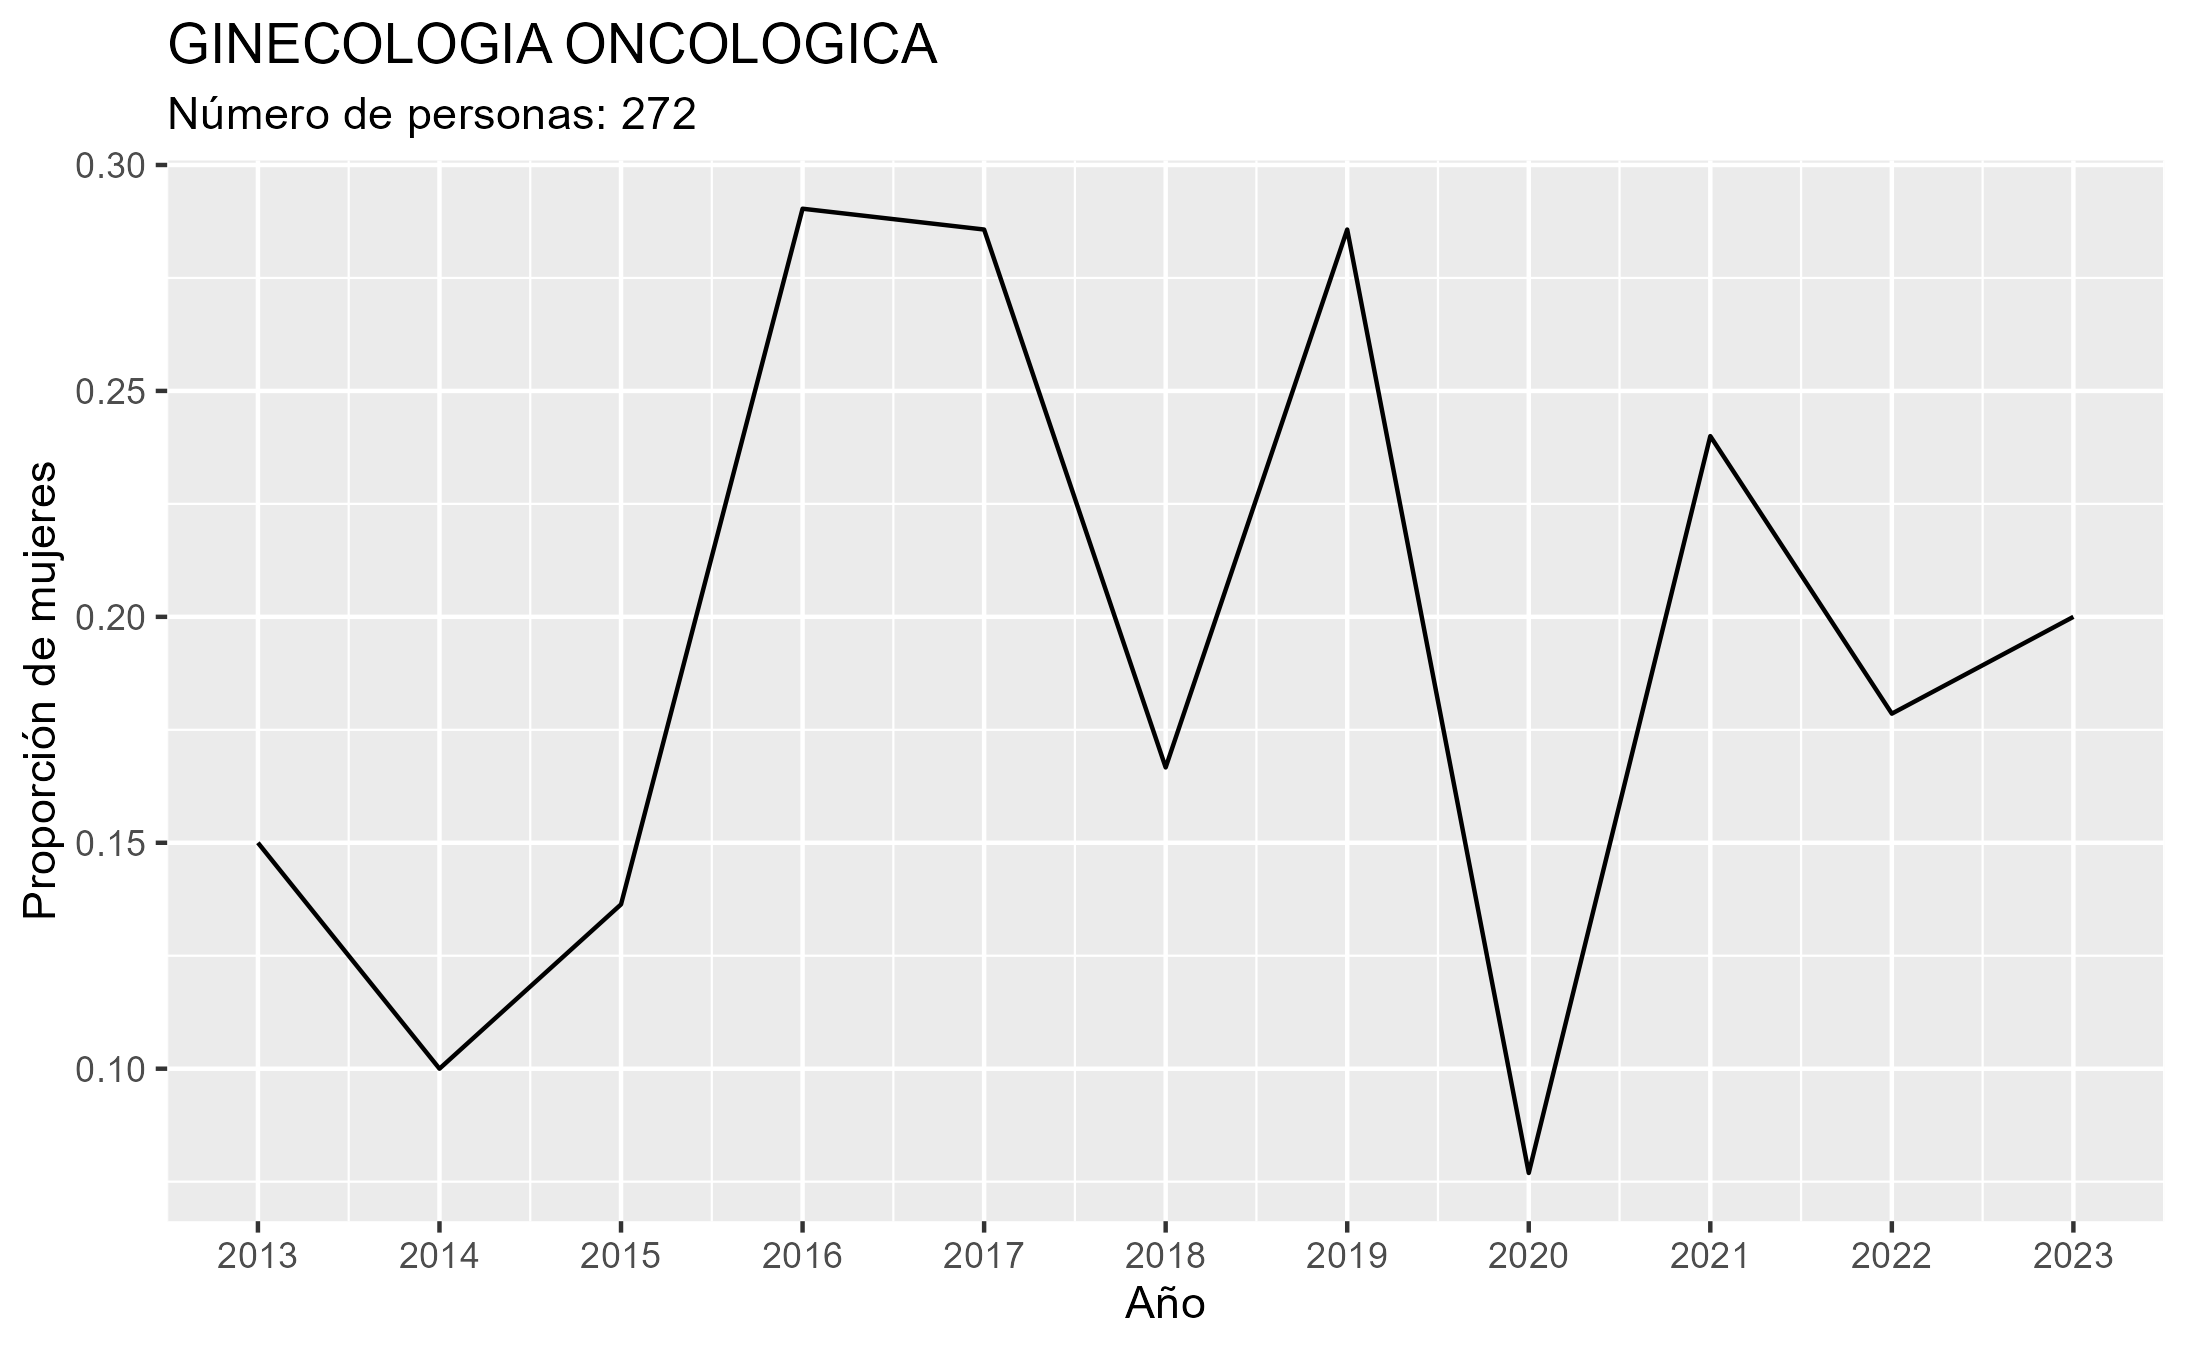 GINECOLOGIA ONCOLOGICA
Número de personas: 272
0.30
0.25
0.20
0.15
0.10
Proporción de mujeres
2013 2014 2015 2016 2017 2018 2019 2020 2021 2022 2023
Año